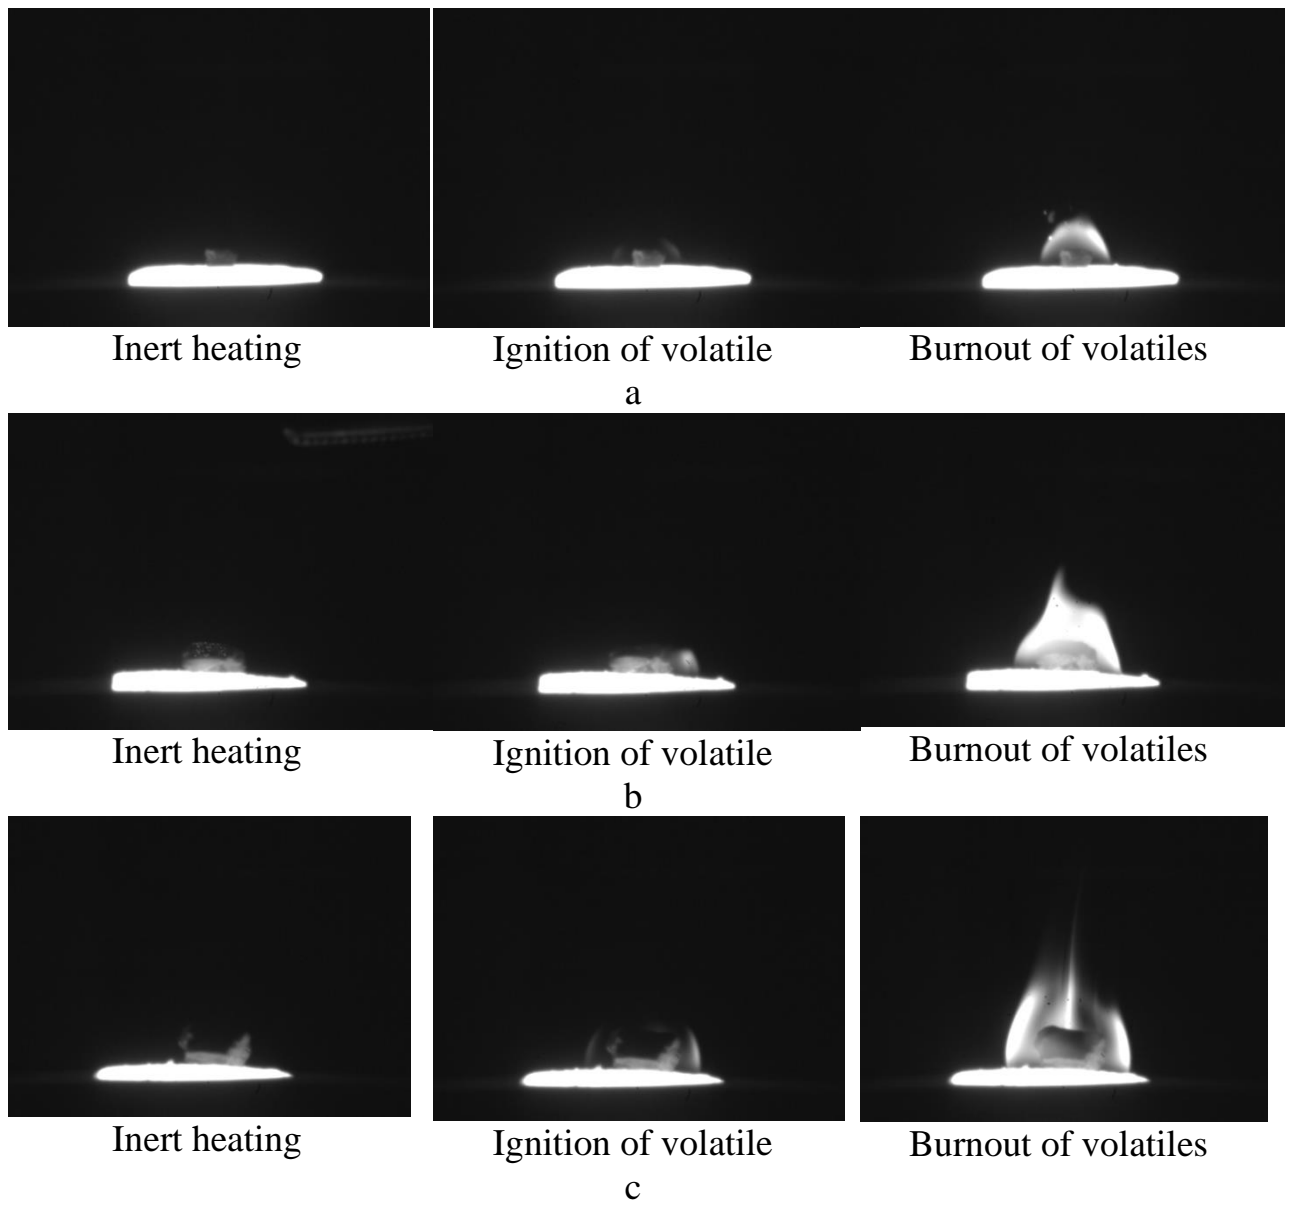 Inert heating
Ignition of volatile
Burnout of volatiles
a
Inert heating
Ignition of volatile
Burnout of volatiles
b
Inert heating
Ignition of volatile
Burnout of volatiles
c